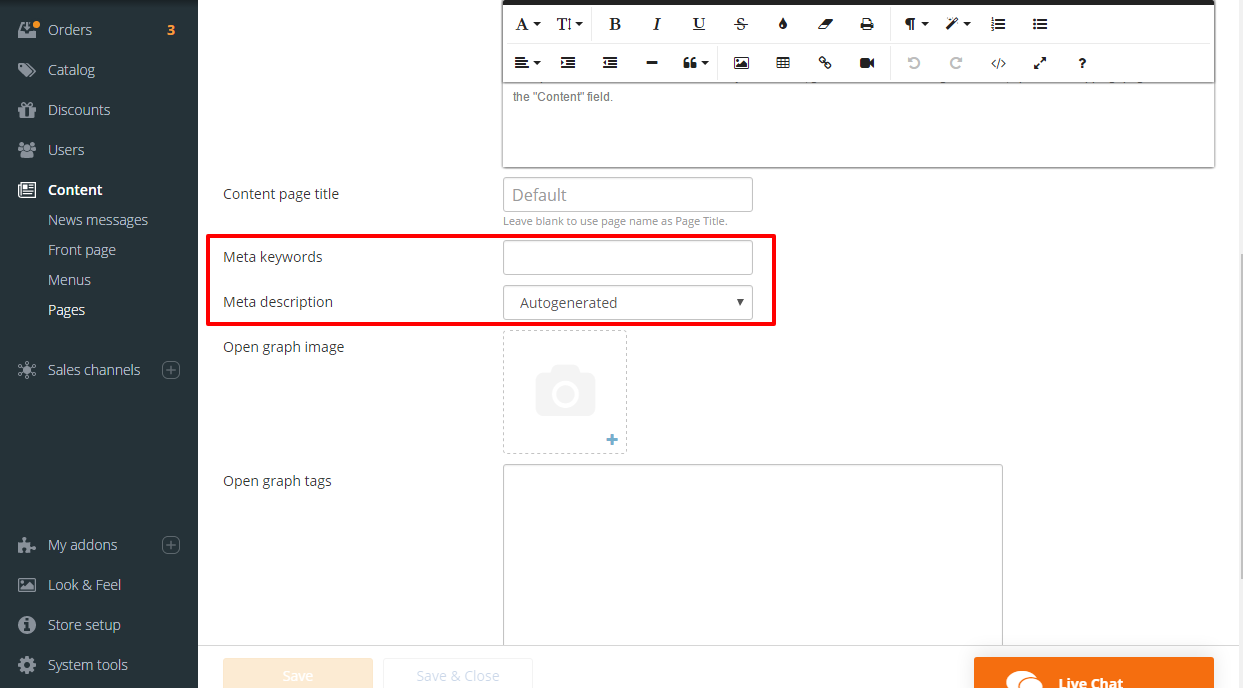 Orders 3
Catalog
Discounts
Users
Content
News messages
Front page
Menus
Pages
Sales channels
My addons
Look & Feel
Store setup
System tools
the "Content" field.
Content page title Default
Leave blank to use page name as Page Title.
Meta keywords
Meta description Autogenerated
Open graph image
Open graph tags
Save Save & Close
Live Chat